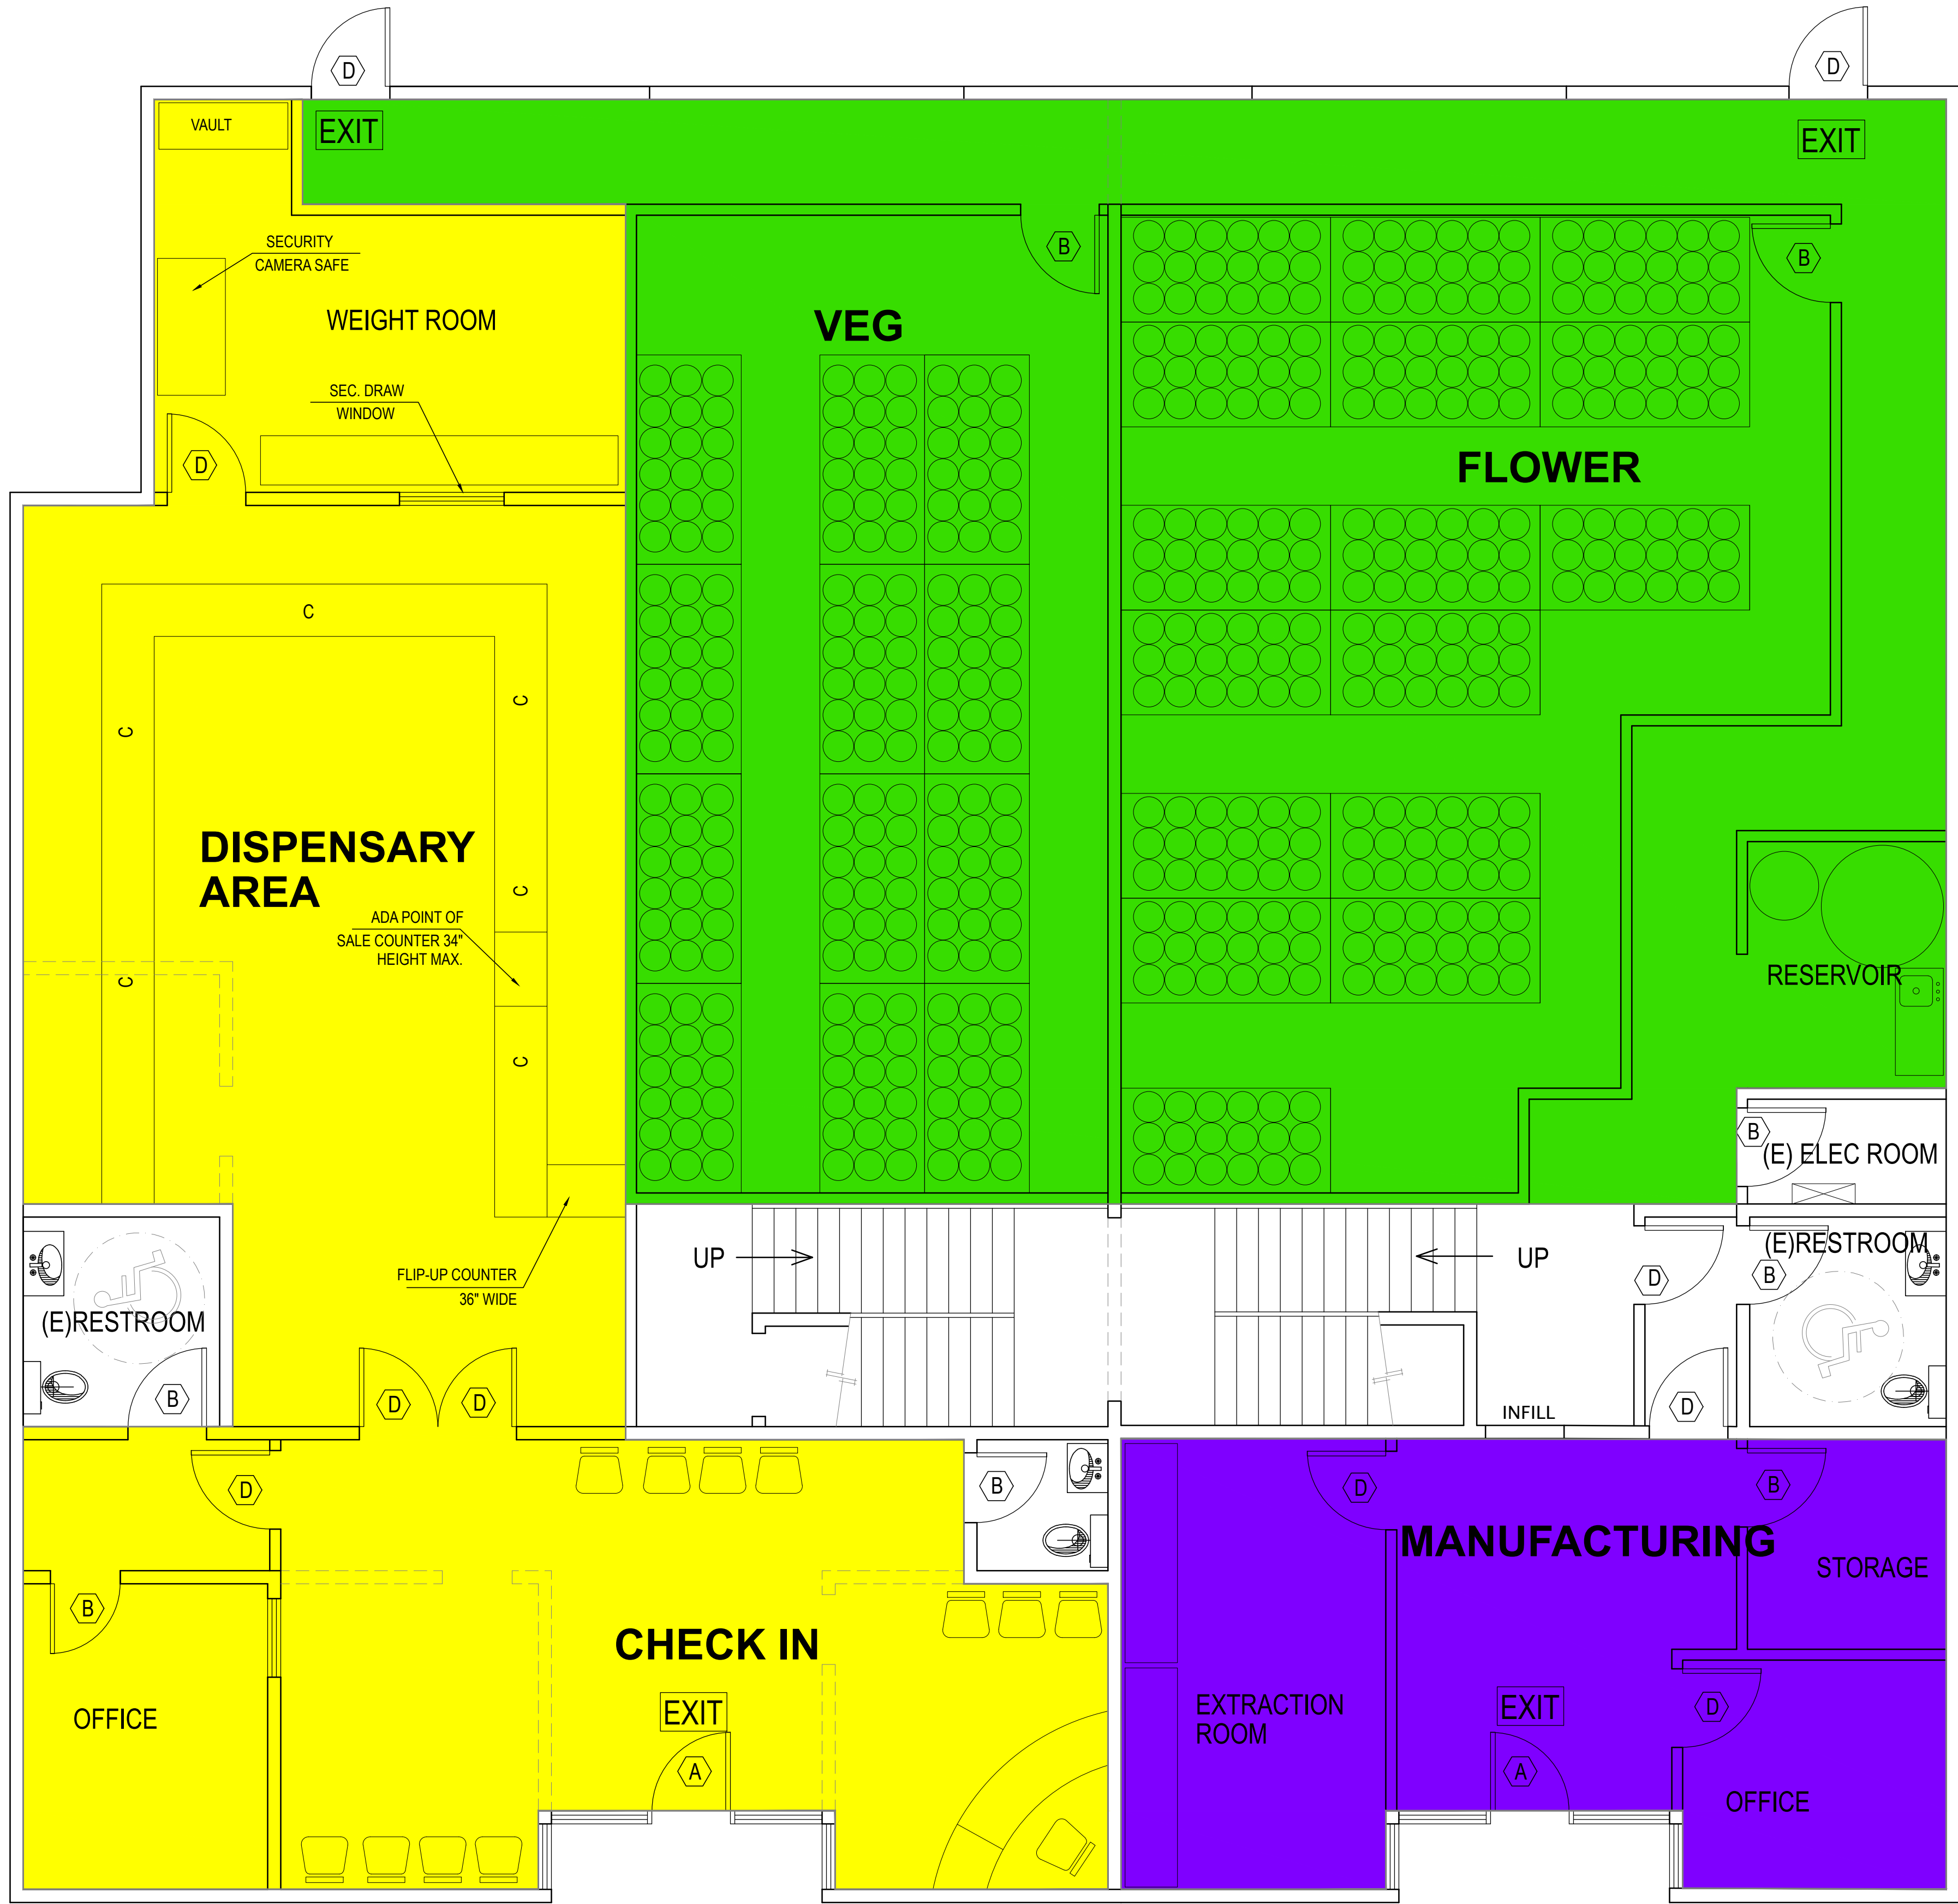 D
D
VAULT
EXIT
EXIT
SECURITY
CAMERA SAFE
B
B
WEIGHT ROOM
VEG
SEC. DRAW
WINDOW
FLOWER
D
C
C
C
DISPENSARY
AREA
C
ADA POINT OF
SALE COUNTER 34"
HEIGHT MAX.
C
C
RESERVOIR
B
(E) ELEC ROOM
UP
UP
(E)RESTROOM
D
B
FLIP-UP COUNTER
36" WIDE
(E)RESTROOM
B
D
D
INFILL
D
D
B
D
B
MANUFACTURING
STORAGE
B
CHECK IN
OFFICE
EXIT
EXTRACTION
ROOM
EXIT
D
A
A
OFFICE